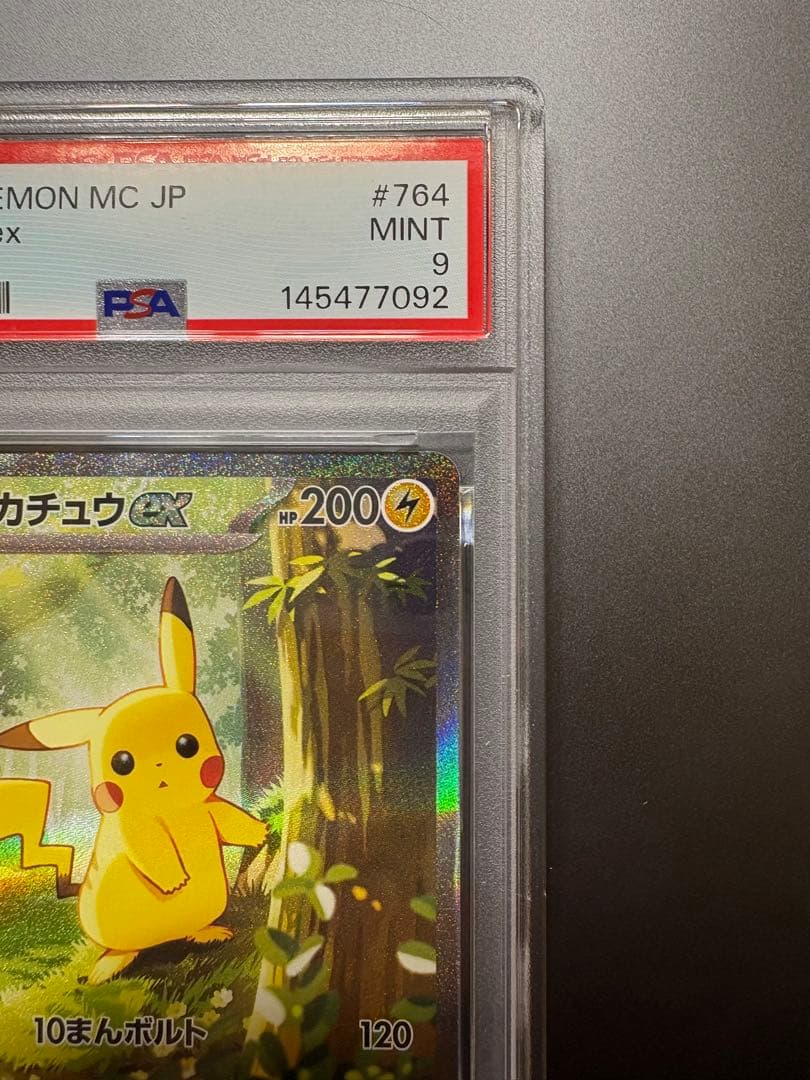 EMON MC JP #764
ex MINT
9
PSA 145477092
カチュウex HP200
10まんボルト 120